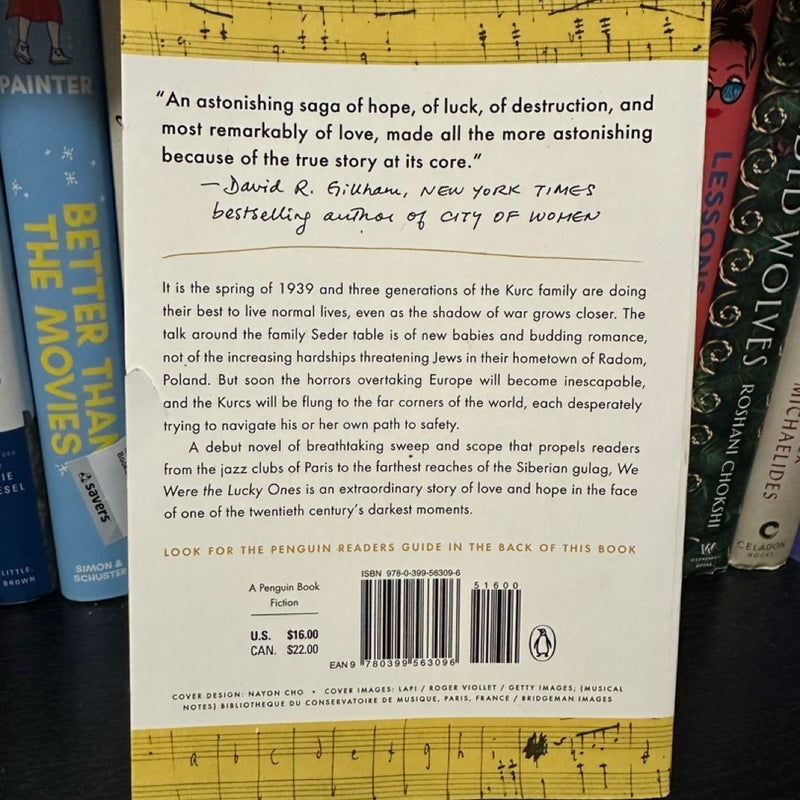 "An astonishing saga of hope, of luck, of destruction, and
most remarkably of love, made all the more astonishing
because of the true story at its core."
—David R. Gillham, NEW YORK TIMES
bestselling author of CITY OF WOMEN
It is the spring of 1939 and three generations of the Kurc family are doing
their best to live normal lives, even as the shadow of war grows closer. The
talk around the family Seder table is of new babies and budding romance,
not of the increasing hardships threatening Jews in their hometown of Radom,
Poland. But soon the horrors overtaking Europe will become inescapable,
and the Kurcs will be flung to the far corners of the world, each desperately
trying to navigate his or her own path to safety.
A debut novel of breathtaking sweep and scope that propels readers
from the jazz clubs of Paris to the farthest reaches of the Siberian gulag, We
Were the Lucky Ones is an extraordinary story of love and hope in the face
of one of the twentieth century's darkest moments.
LOOK FOR THE PENGUIN READERS GUIDE IN THE BACK OF THIS BOOK
A Penguin Book
Fiction
U.S. $16.00
CAN. $22.00
ISBN 978-0-399-56309-6
51600
EAN 9 780399 563096
COVER DESIGN: NAYON CHO • COVER IMAGES: LAPI / ROGER VIOLLET / GETTY IMAGES; (MUSICAL
NOTES) BIBLIOTHEQUE DU CONSERVATOIRE DE MUSIQUE, PARIS, FRANCE / BRIDGEMAN IMAGES
a b c d e f g h i
PAINTER
BETTER THAN
THE MOVIES
savers
SIMON &
SCHUSTER
LITTLE,
BROWN
LESSONS
WOLVES
ROSHANI CHOKSHI
MICHAELIDES
CELADON
BOOKS